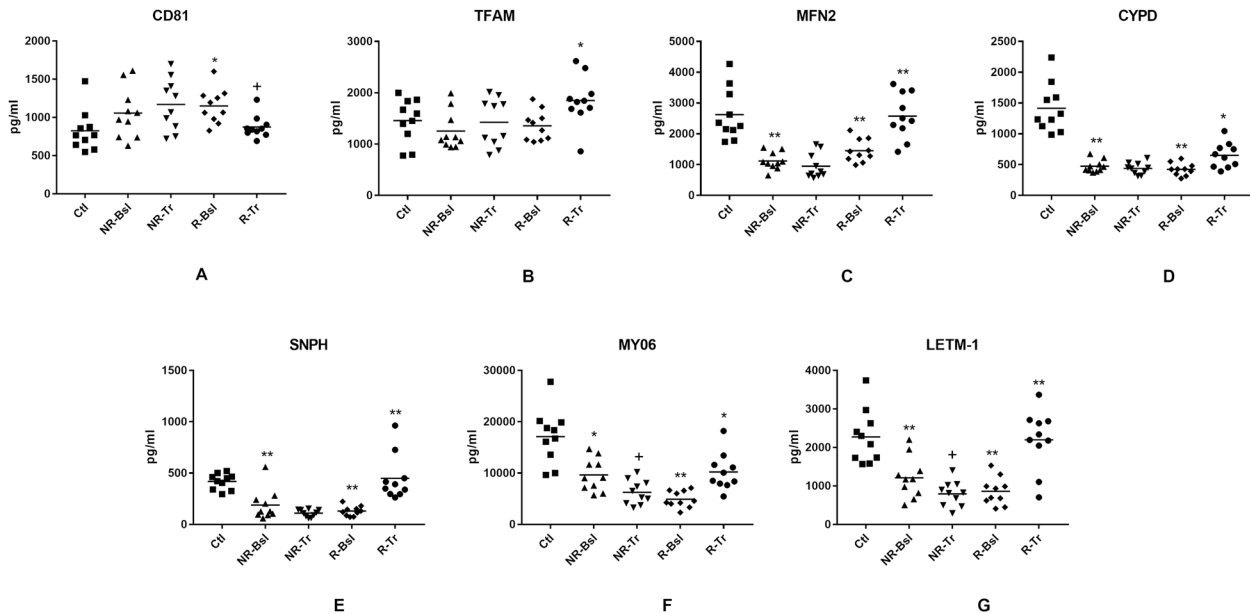 CD81
2000
1500
1000
500
0
pg/ml
*
+
Ctl
NR-Bsl
NR-Tr
R-Bsl
R-Tr
A
TFAM
3000
2000
1000
0
pg/ml
*
Ctl
NR-Bsl
NR-Tr
R-Bsl
R-Tr
B
MFN2
5000
4000
3000
2000
1000
0
pg/ml
**
**
**
Ctl
NR-Bsl
NR-Tr
R-Bsl
R-Tr
C
CYPD
2500
2000
1500
1000
500
0
pg/ml
**
**
*
Ctl
NR-Bsl
NR-Tr
R-Bsl
R-Tr
D
SNPH
1500
1000
500
0
pg/ml
**
**
**
Ctl
NR-Bsl
NR-Tr
R-Bsl
R-Tr
E
MY06
30000
20000
10000
0
pg/ml
*
+
**
*
Ctl
NR-Bsl
NR-Tr
R-Bsl
R-Tr
F
LETM-1
4000
3000
2000
1000
0
pg/ml
**
+
**
**
Ctl
NR-Bsl
NR-Tr
R-Bsl
R-Tr
G